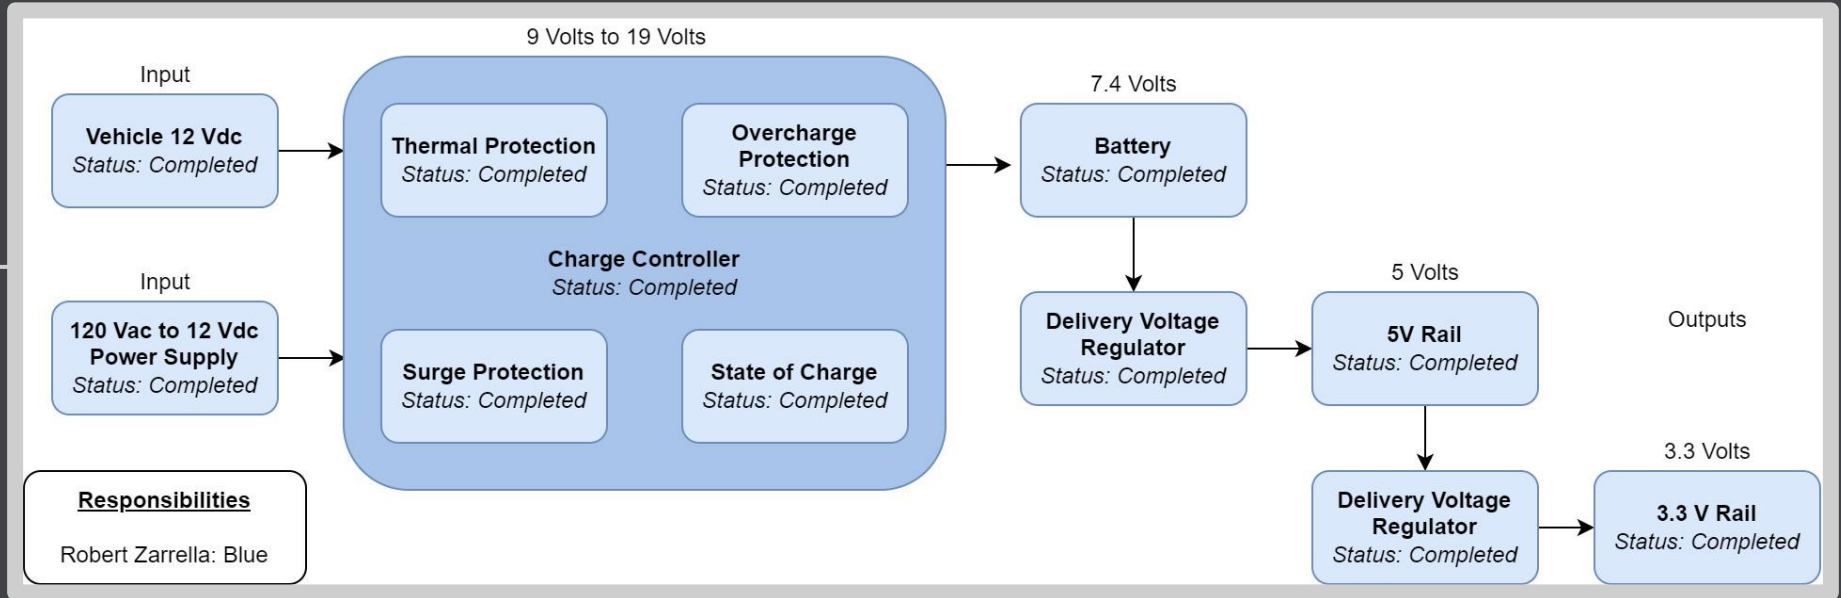 9 Volts to 19 Volts
Input
Vehicle 12 Vdc
Status: Completed
Input
120 Vac to 12 Vdc
Power Supply
Status: Completed
Thermal Protection
Status: Completed
Overcharge
Protection
Status: Completed
Charge Controller
Status: Completed
Surge Protection
Status: Completed
State of Charge
Status: Completed
7.4 Volts
Battery
Status: Completed
Delivery Voltage
Regulator
Status: Completed
5 Volts
5V Rail
Status: Completed
Outputs
Delivery Voltage
Regulator
Status: Completed
3.3 Volts
3.3 V Rail
Status: Completed
Responsibilities
Robert Zarrella: Blue